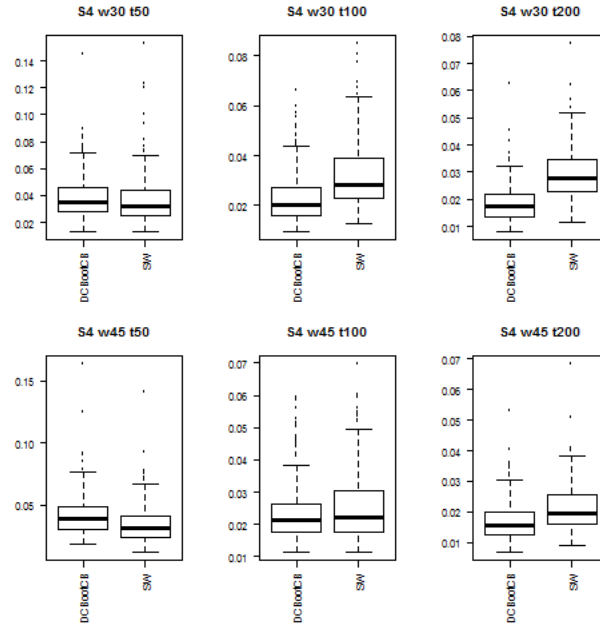 S4 w30 t50
0.14
0.12
0.10
0.08
0.06
0.04
0.02
DCBootCB
SW
S4 w30 t100
0.08
0.06
0.04
0.02
DCBootCB
SW
S4 w30 t200
0.08
0.07
0.06
0.05
0.04
0.03
0.02
0.01
DCBootCB
SW
S4 w45 t50
0.15
0.10
0.05
DCBootCB
SW
S4 w45 t100
0.07
0.06
0.05
0.04
0.03
0.02
0.01
DCBootCB
SW
S4 w45 t200
0.07
0.06
0.05
0.04
0.03
0.02
0.01
DCBootCB
SW